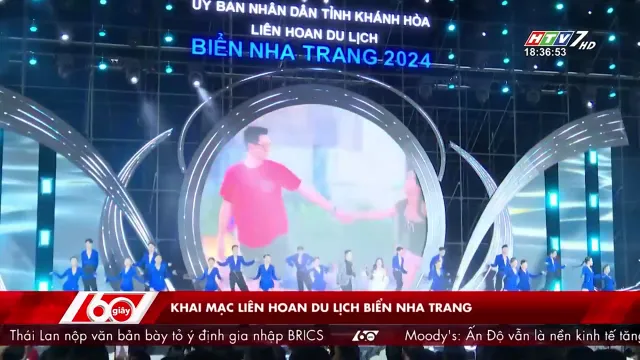 ỦY BAN NHÂN DÂN TỈNH KHÁNH HÒA
LIÊN HOAN DU LỊCH
BIỂN NHA TRANG 2024
HTV7 HD
18:36:53
60 giây
KHAI MẠC LIÊN HOAN DU LỊCH BIỂN NHA TRANG
Thái Lan nộp văn bản bày tỏ ý định gia nhập BRICS 60 Moody's: Ấn Độ vẫn là nền kinh tế tăn